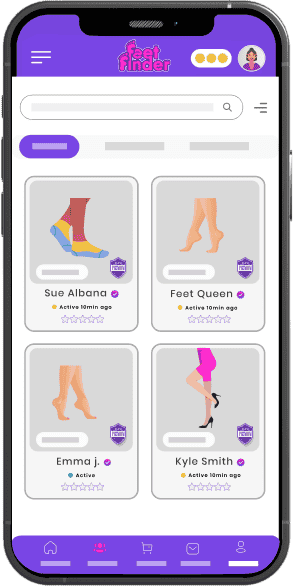 Feet
Finder
Sue Albana
Active 10min ago
Feet Queen
Active 10min ago
Emma j.
Active
Kyle Smith
Active 10min ago